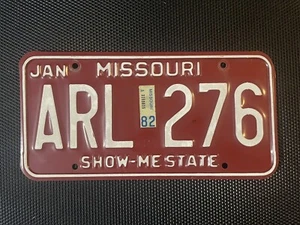 JAN MISSOURI
ARL 276
82
SHOW-ME STATE